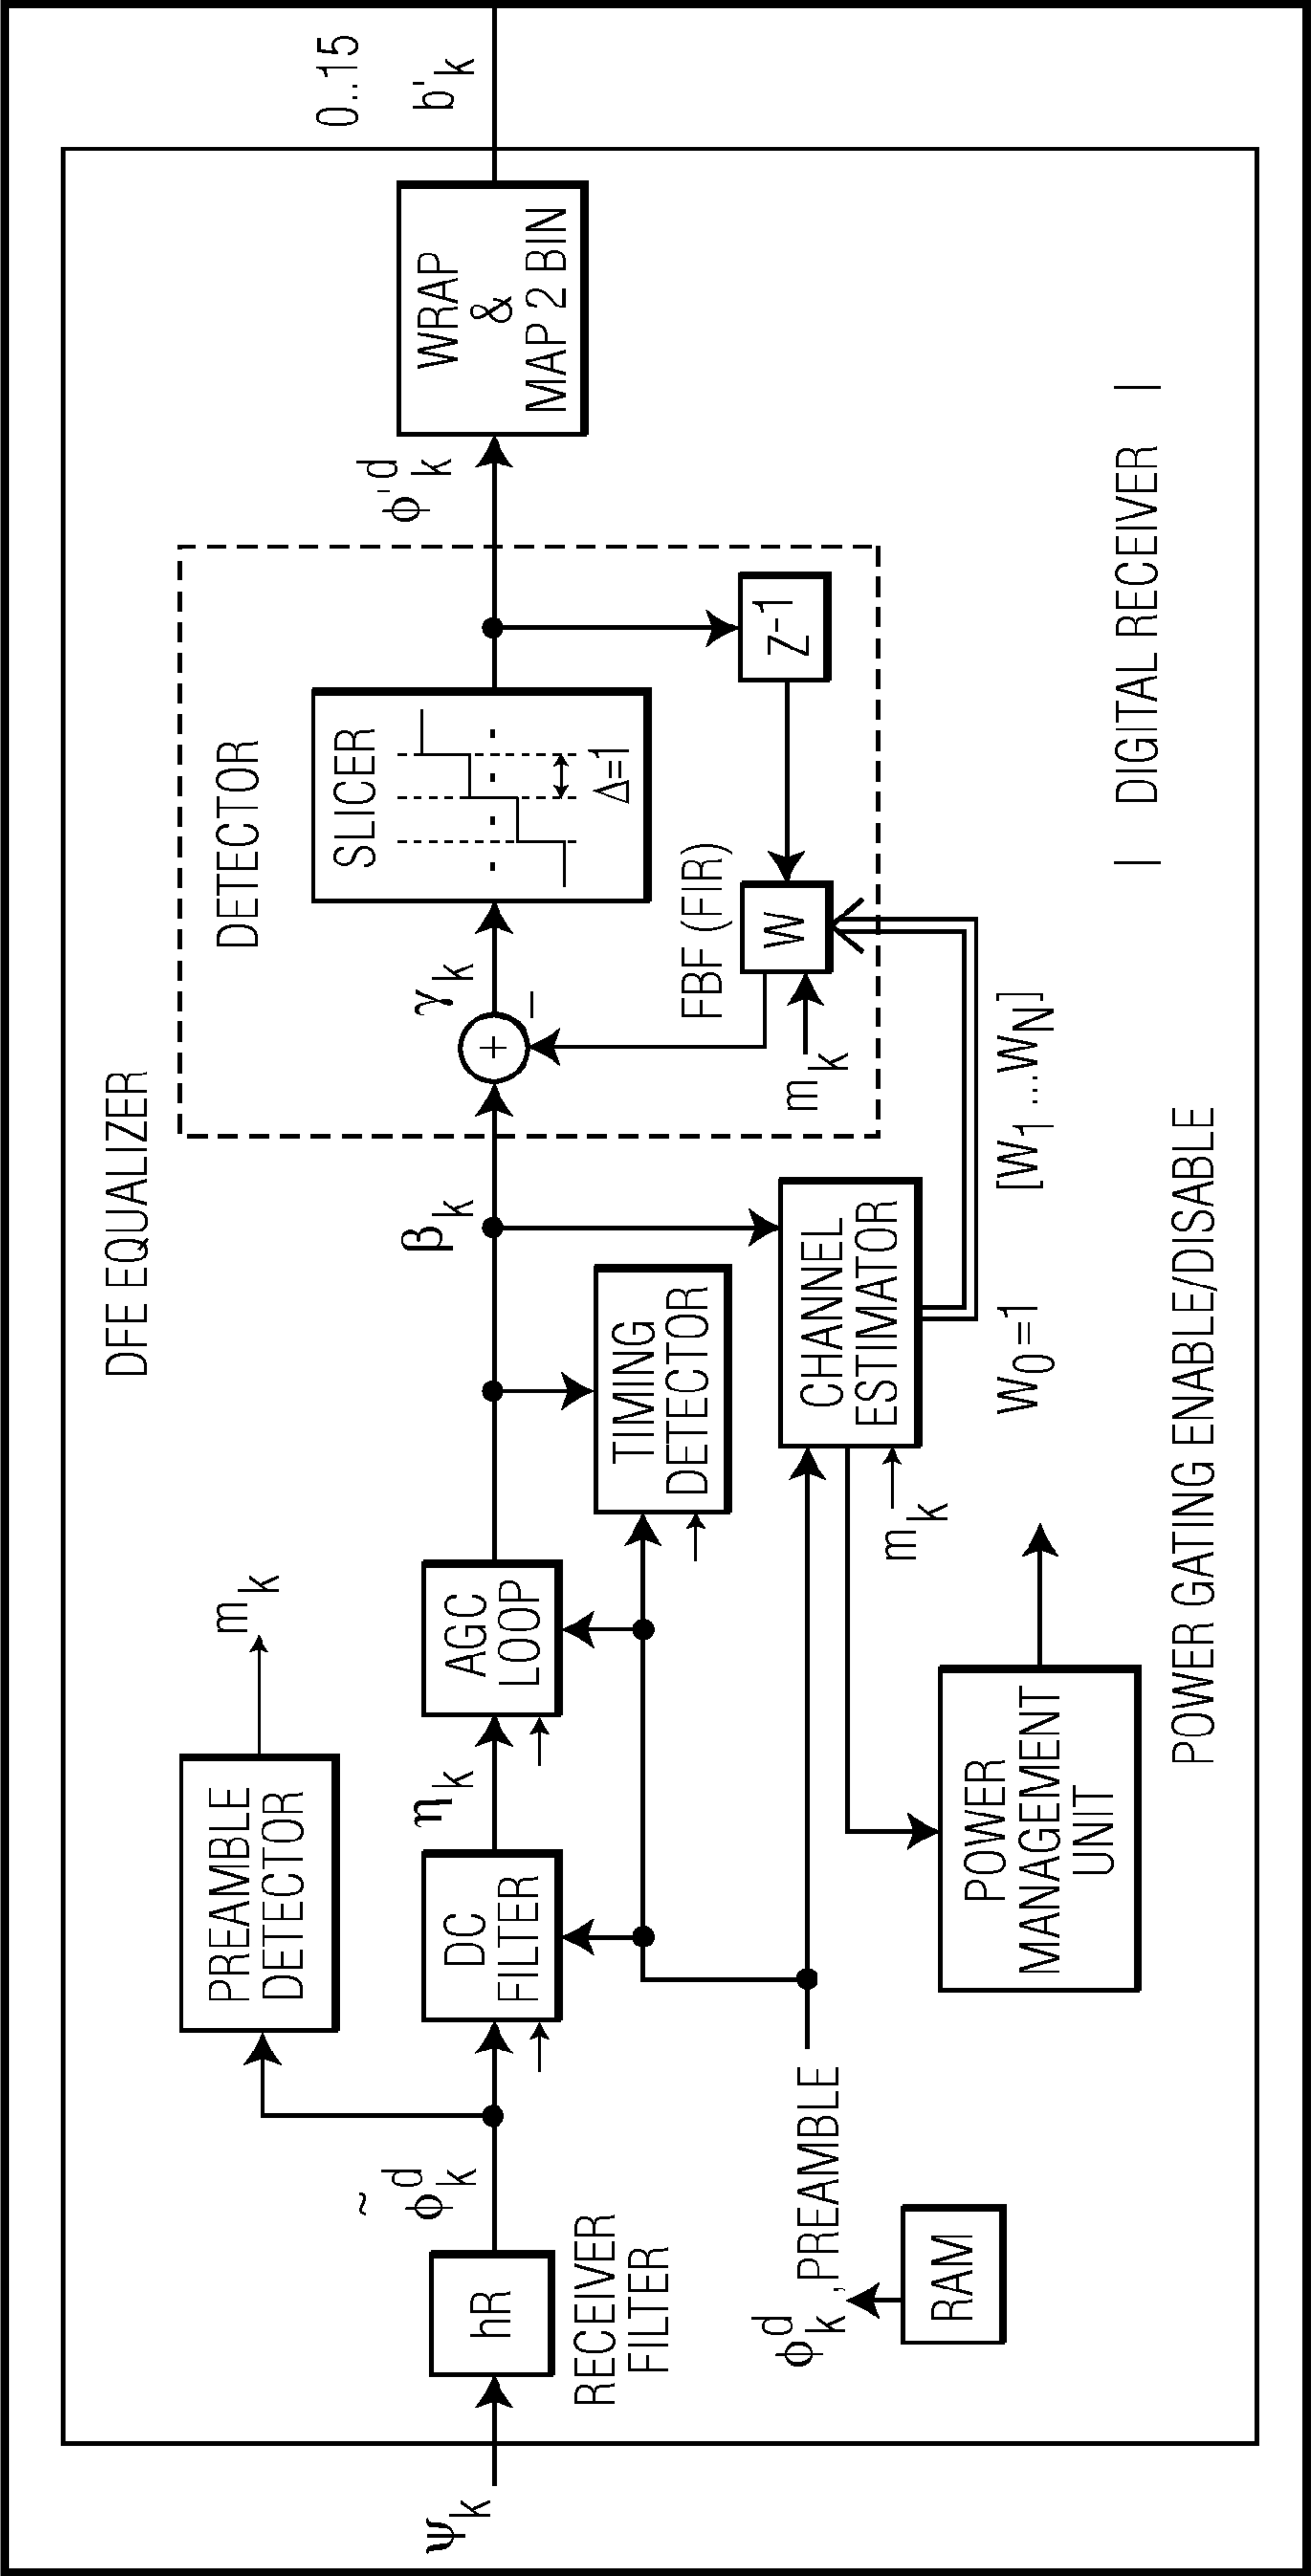 DFE EQUALIZER
ψk
hR
RECEIVER
FILTER
~
ϕdk
PREAMBLE
DETECTOR
mk
DC
FILTER
ηk
AGC
LOOP
TIMING
DETECTOR
βk
DETECTOR
+
−
γk
SLICER
Δ=1
FBF (FIR)
W
mk
Z-1
ϕ'dk
WRAP
&
MAP 2 BIN
0..15
b'k
ϕdk, PREAMBLE
RAM
CHANNEL
ESTIMATOR
mk
W0=1
[W1 ...WN]
POWER
MANAGEMENT
UNIT
POWER GATING ENABLE/DISABLE
| DIGITAL RECEIVER |